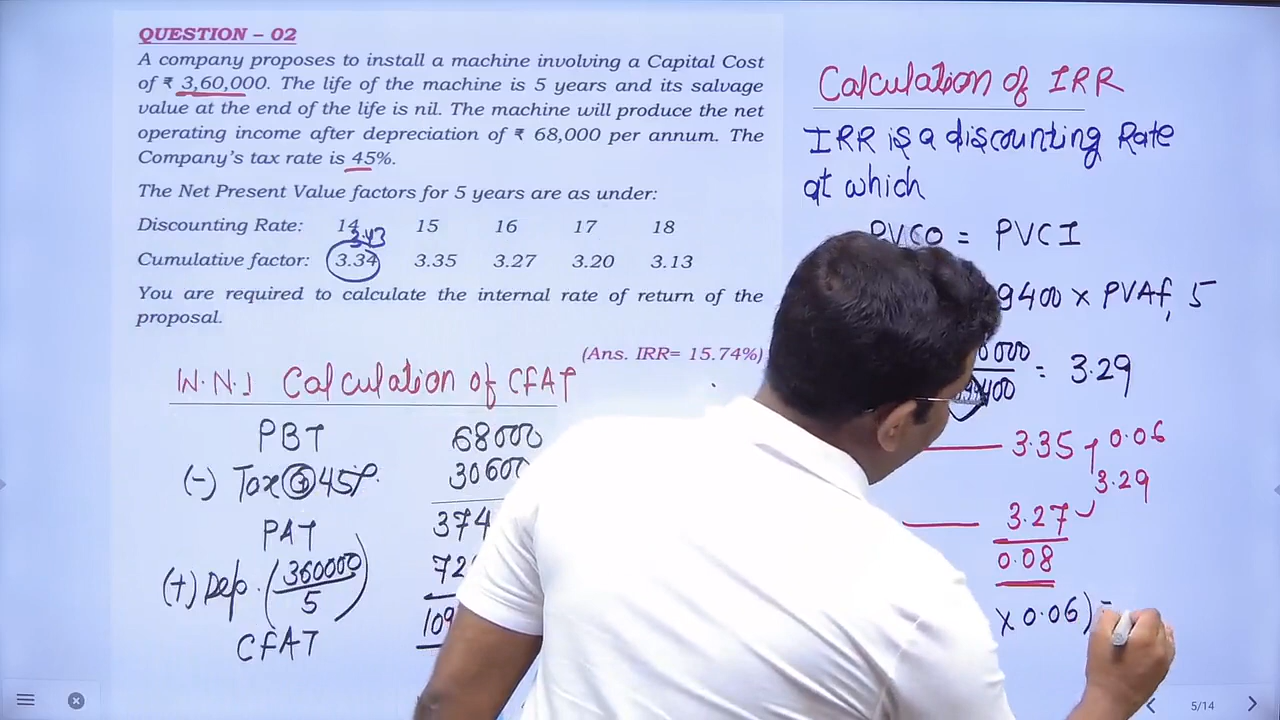 QUESTION – 02
A company proposes to install a machine involving a Capital Cost
of ₹ 3,60,000. The life of the machine is 5 years and its salvage
value at the end of the life is nil. The machine will produce the net
operating income after depreciation of ₹ 68,000 per annum. The
Company's tax rate is 45%.
The Net Present Value factors for 5 years are as under:
Discounting Rate: 14 15 16 17 18
3.43
Cumulative factor: 3.34 3.35 3.27 3.20 3.13
You are required to calculate the internal rate of return of the
proposal.
(Ans. IRR= 15.74%)
W.N.1 Calculation of CFAT
PBT 68000
(-) Tax@45% 30600
PAT 374
(+) Dep. (360000/5) 72
CFAT 109
Calculation of IRR
IRR is a discounting Rate
at which
PVCO = PVCI
9400 × PVAf, 5
= 3.29
3.35 0.06
3.29
3.27
0.08
× 0.06) =
5/14